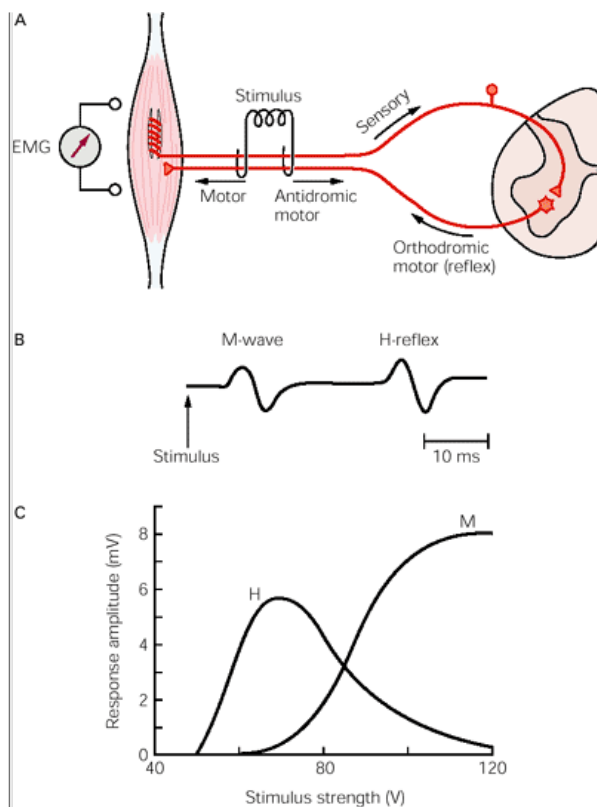 A
Stimulus
Sensory
EMG
Motor
Antidromic
motor
Orthodromic
motor (reflex)
B
M-wave
H-reflex
Stimulus
10 ms
C
Response amplitude (mV)
8
6
4
2
0
H
M
40
80
120
Stimulus strength (V)